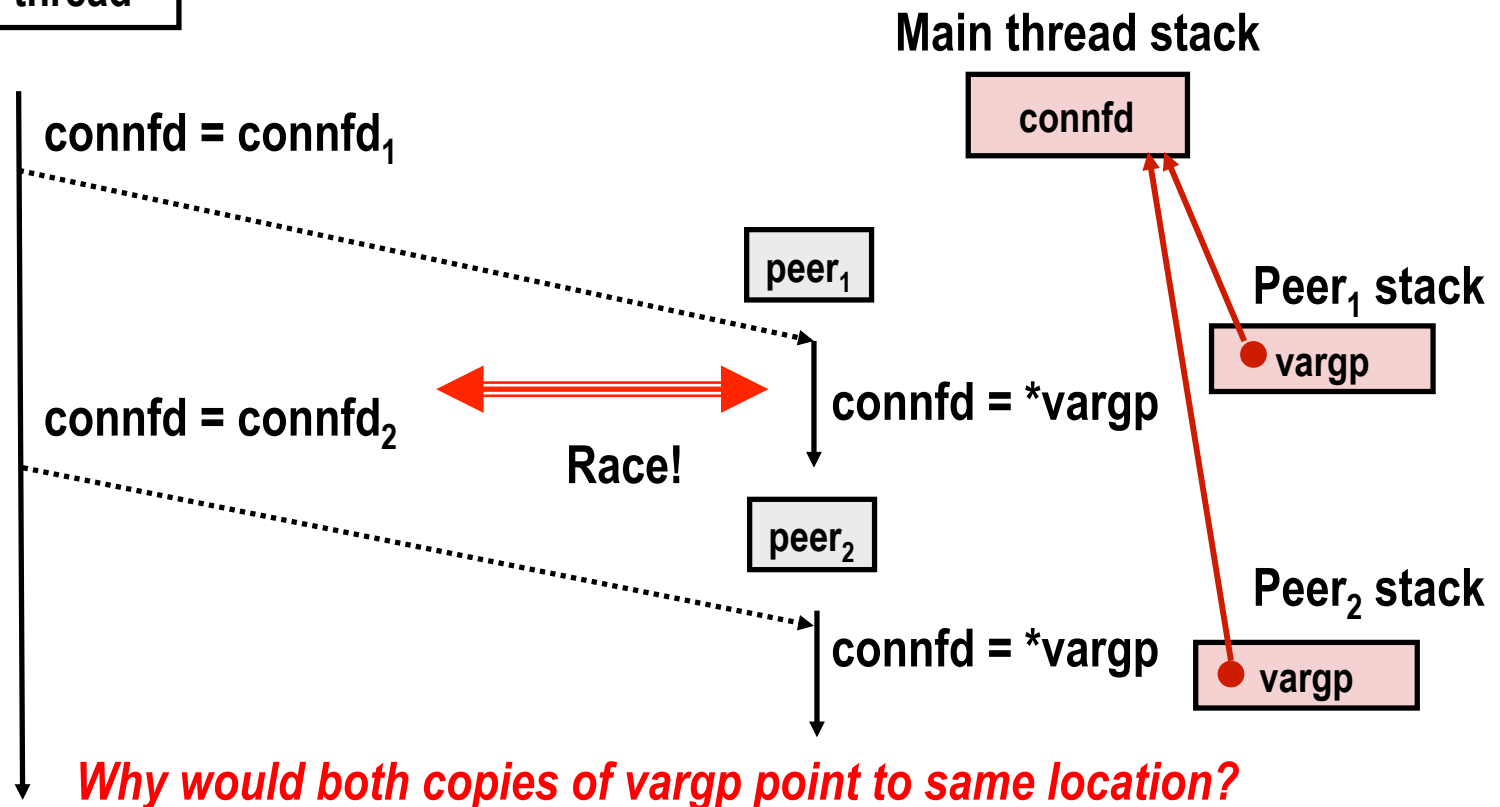 thread
Main thread stack
connfd
connfd = connfd₁
peer₁
Peer₁ stack
vargp
connfd = *vargp
connfd = connfd₂
Race!
peer₂
Peer₂ stack
connfd = *vargp
vargp
Why would both copies of vargp point to same location?